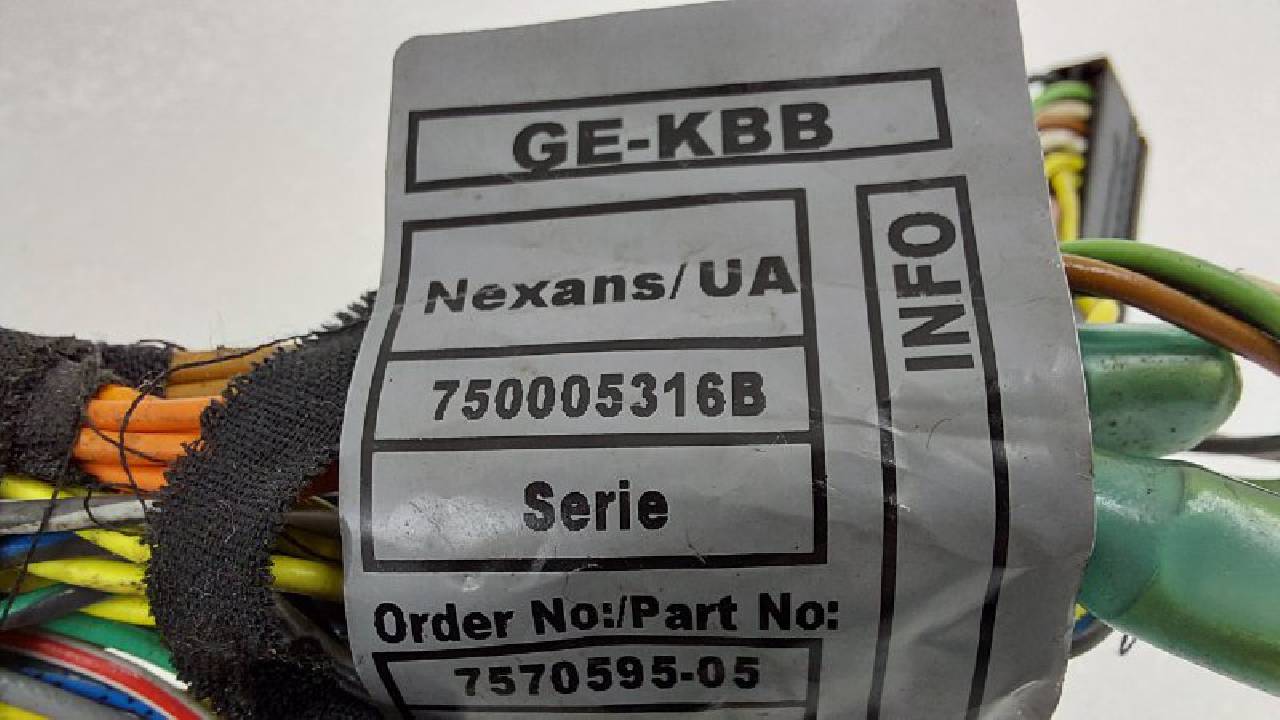 GE-KBB
Nexans/UA
INFO
750005316B
Serie
Order No:/Part No:
7570595-05